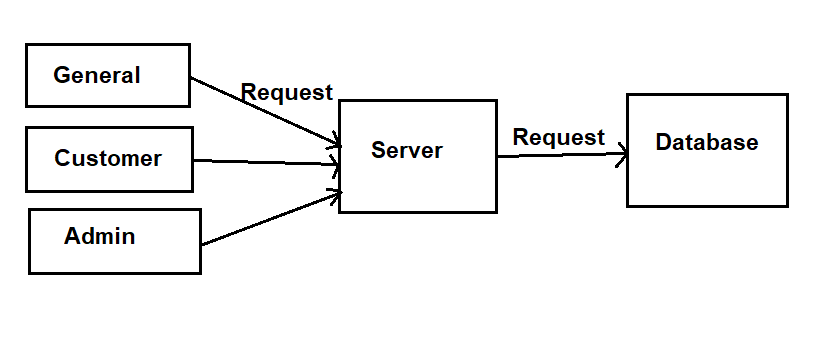 General
Request
Customer
Admin
Server
Request
Database